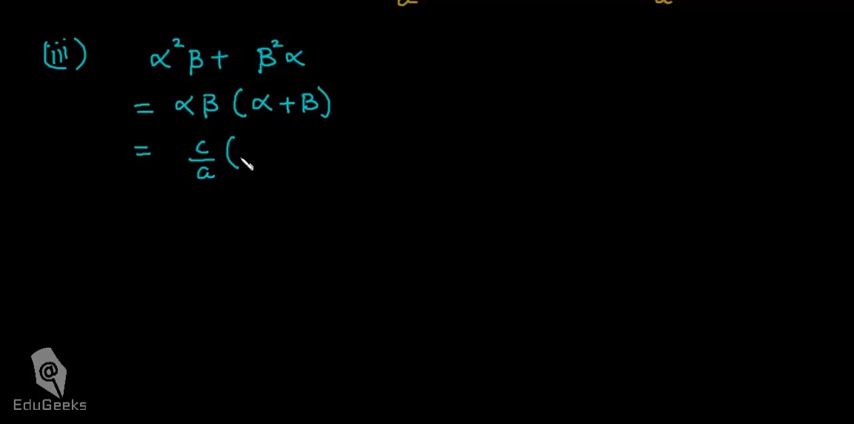 (iii) α²β + β²α
= αβ (α + β)
= c/a (
@
EduGeeks